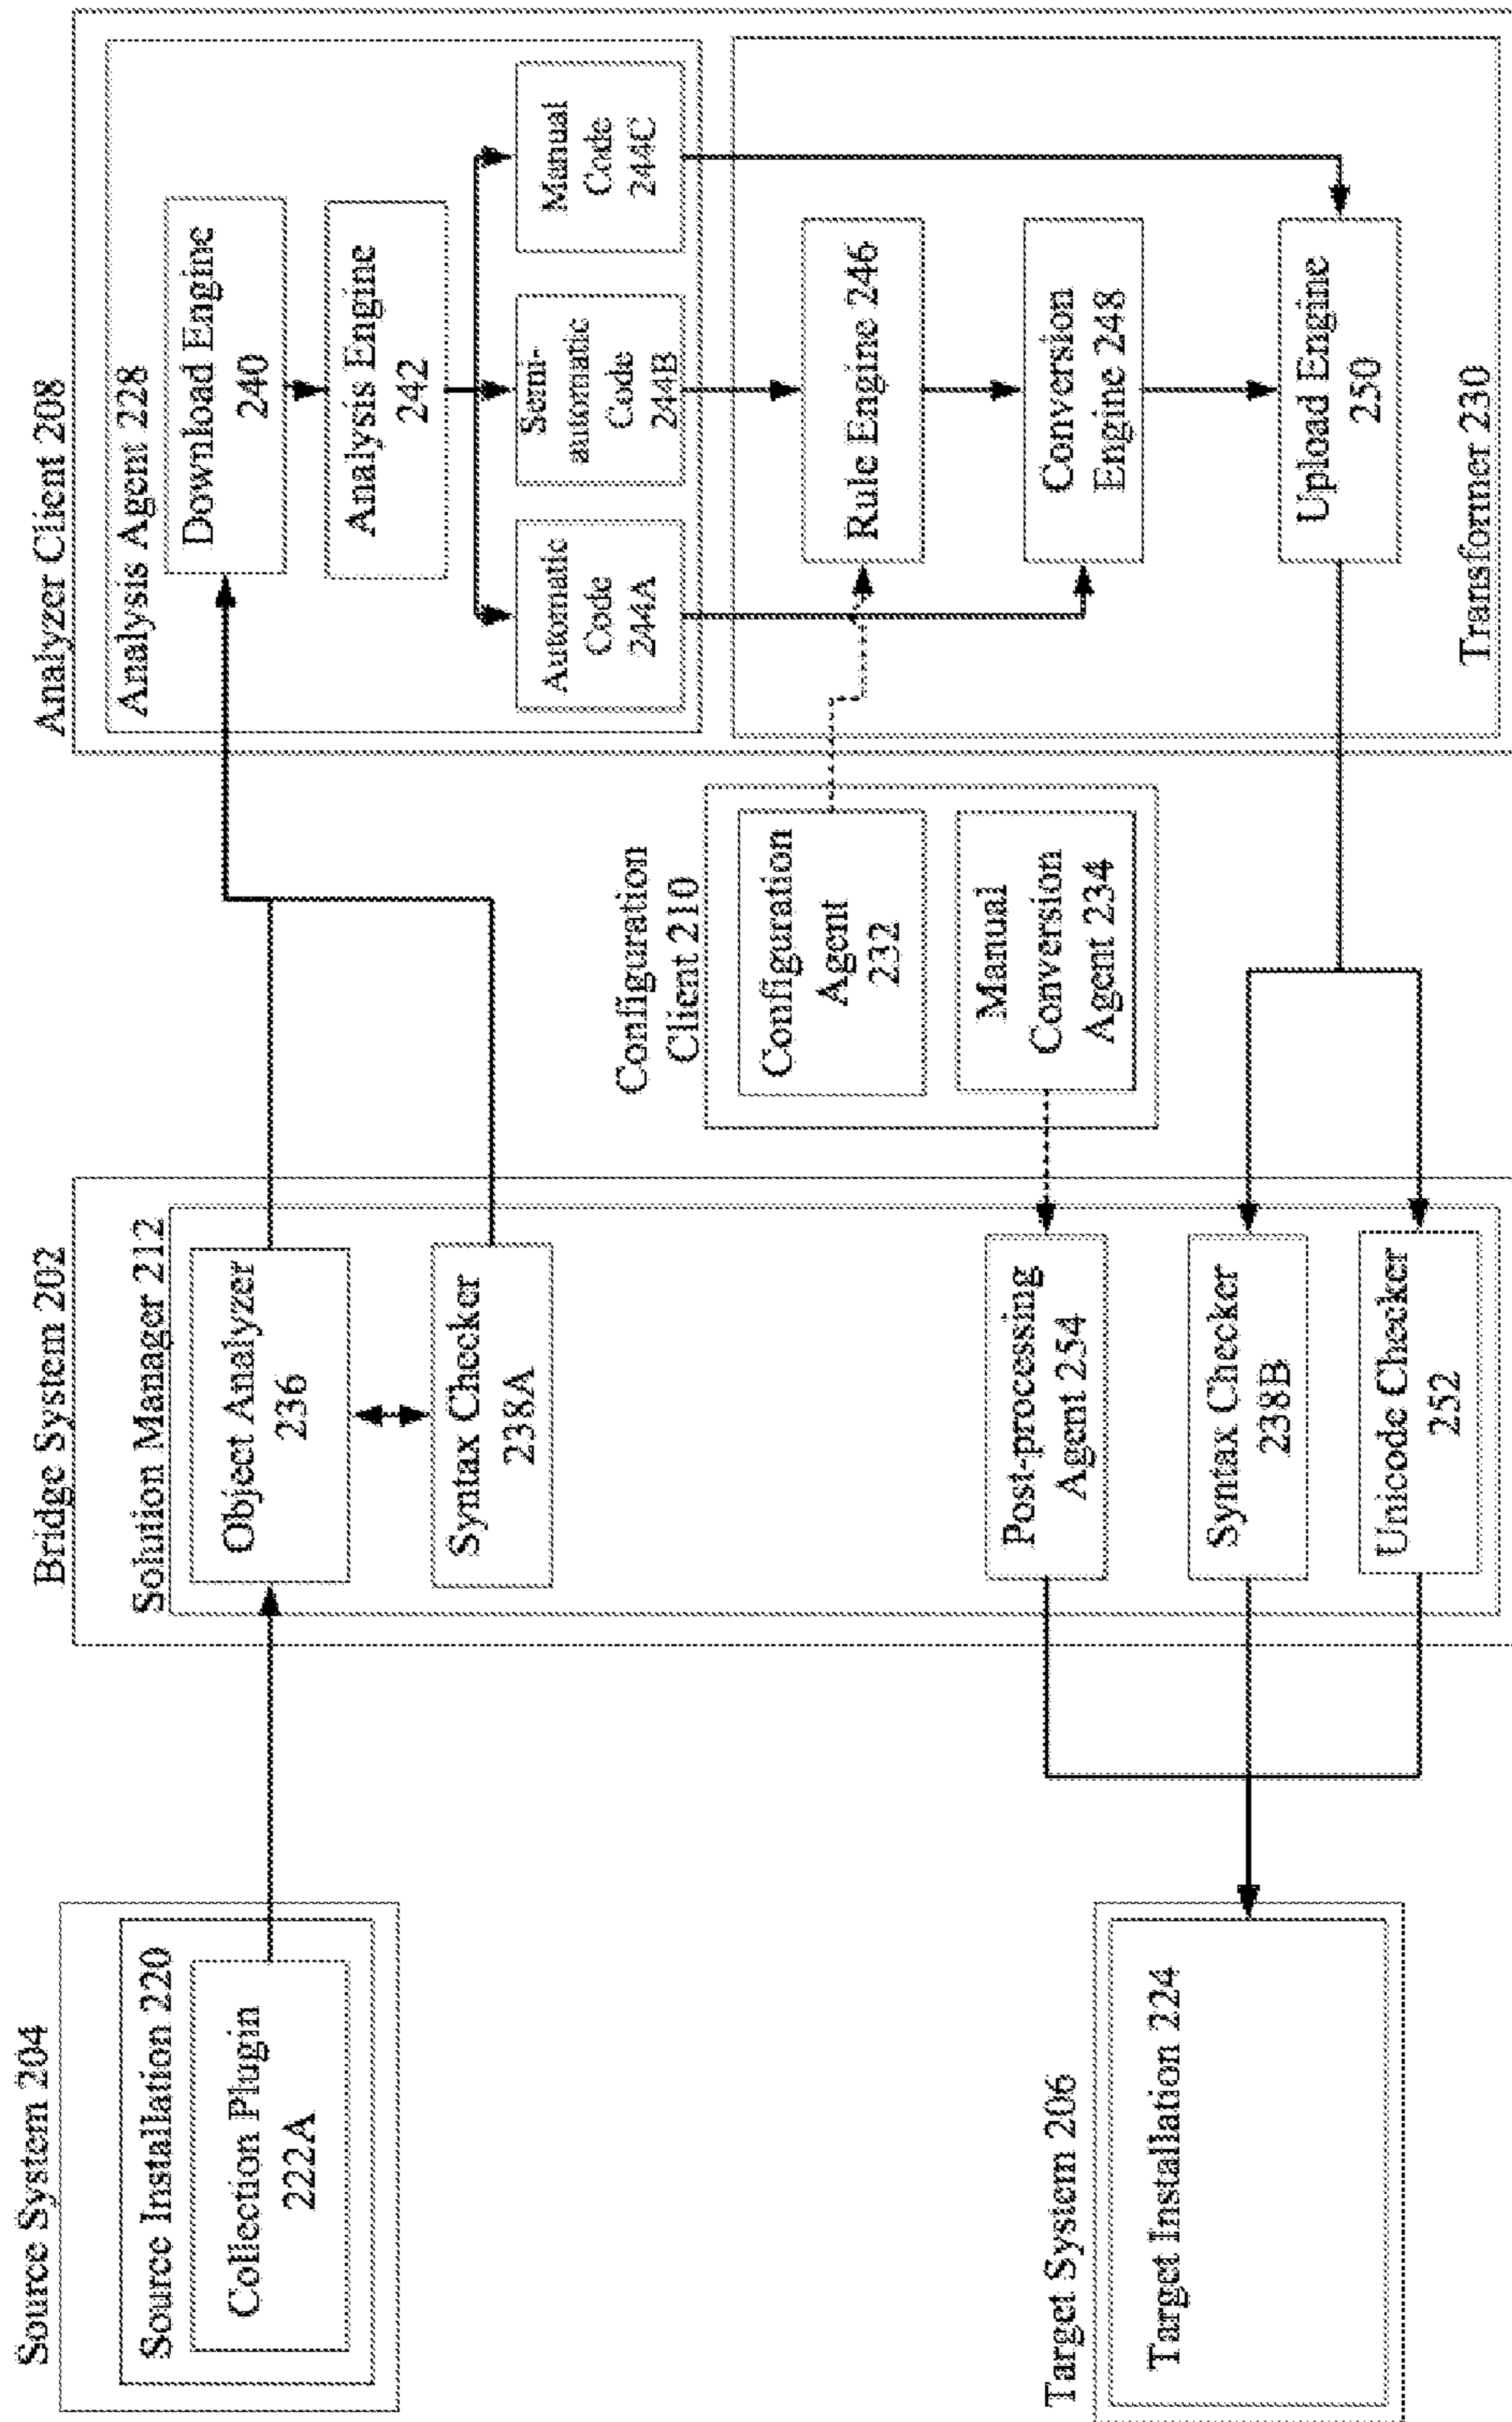 Source System 204
Source Installation 220
Collection Plugin
222A
Target System 206
Target Installation 224
Bridge System 202
Solution Manager 212
Object Analyzer
236
Syntax Checker
238A
Post-processing
Agent 254
Syntax Checker
238B
Unicode Checker
252
Configuration
Client 210
Configuration
Agent
232
Manual
Conversion
Agent 234
Analyzer Client 208
Analysis Agent 228
Download Engine
240
Analysis Engine
242
Automatic
Code
244A
Semi-
automatic
Code
244B
Manual
Code
244C
Rule Engine 246
Conversion
Engine 248
Upload Engine
250
Transformer 230